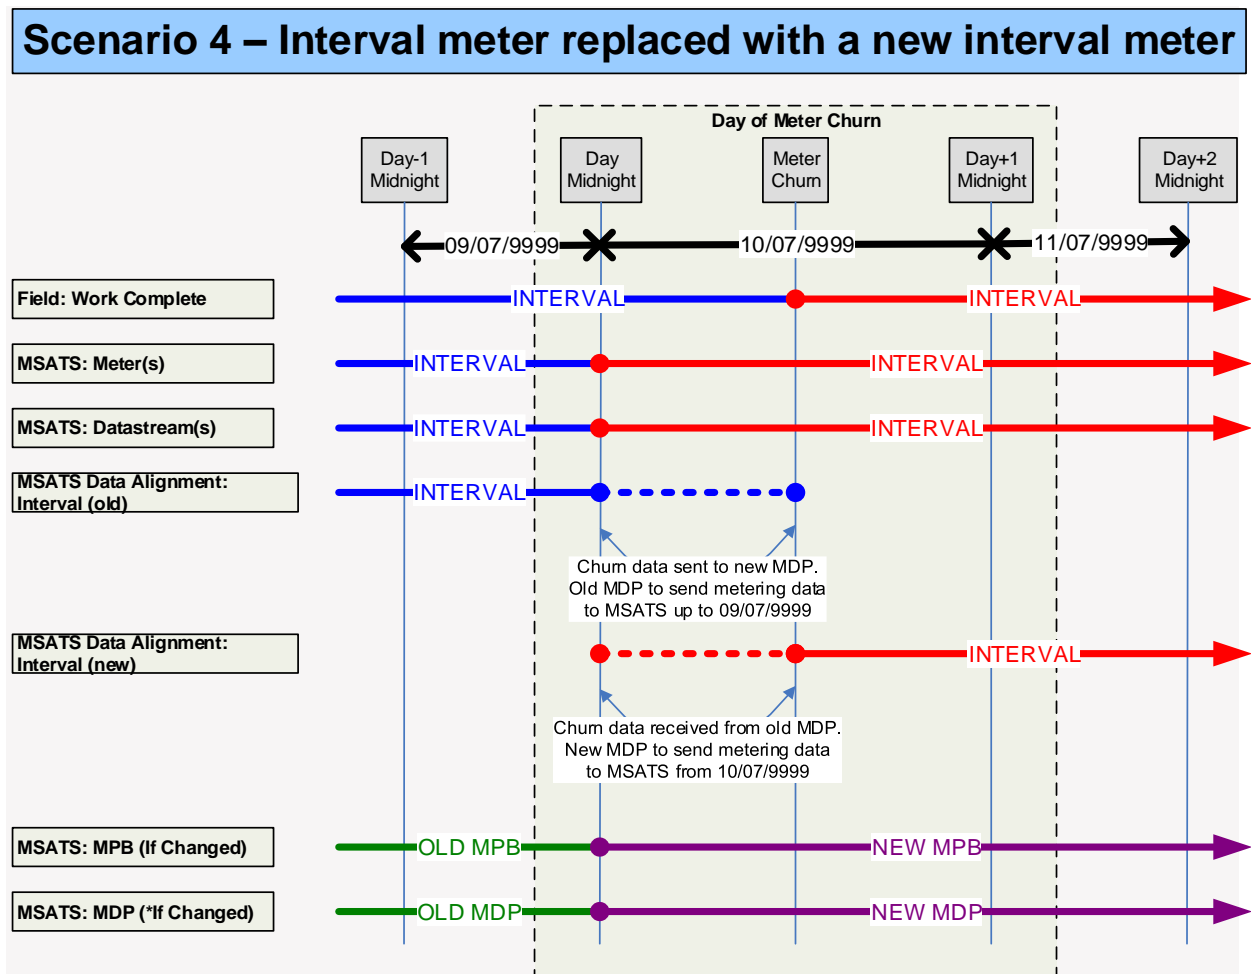 Scenario 4 – Interval meter replaced with a new interval meter
Day of Meter Churn
Day-1
Midnight
Day
Midnight
Meter
Churn
Day+1
Midnight
Day+2
Midnight
09/07/9999
10/07/9999
11/07/9999
Field: Work Complete
INTERVAL
INTERVAL
MSATS: Meter(s)
INTERVAL
INTERVAL
MSATS: Datastream(s)
INTERVAL
INTERVAL
MSATS Data Alignment:
Interval (old)
INTERVAL
Churn data sent to new MDP.
Old MDP to send metering data
to MSATS up to 09/07/9999
MSATS Data Alignment:
Interval (new)
INTERVAL
Churn data received from old MDP.
New MDP to send metering data
to MSATS from 10/07/9999
MSATS: MPB (If Changed)
OLD MPB
NEW MPB
MSATS: MDP (*If Changed)
OLD MDP
NEW MDP